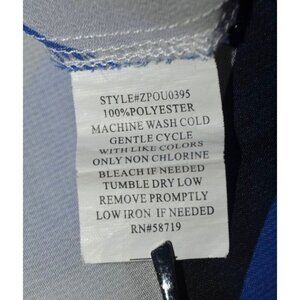 STYLE#ZPOU0395
100%POLYESTER
MACHINE WASH COLD
GENTLE CYCLE
WITH LIKE COLORS
ONLY NON CHLORINE
BLEACH IF NEEDED
TUMBLE DRY LOW
REMOVE PROMPTLY
LOW IRON IF NEEDED
RN#58719